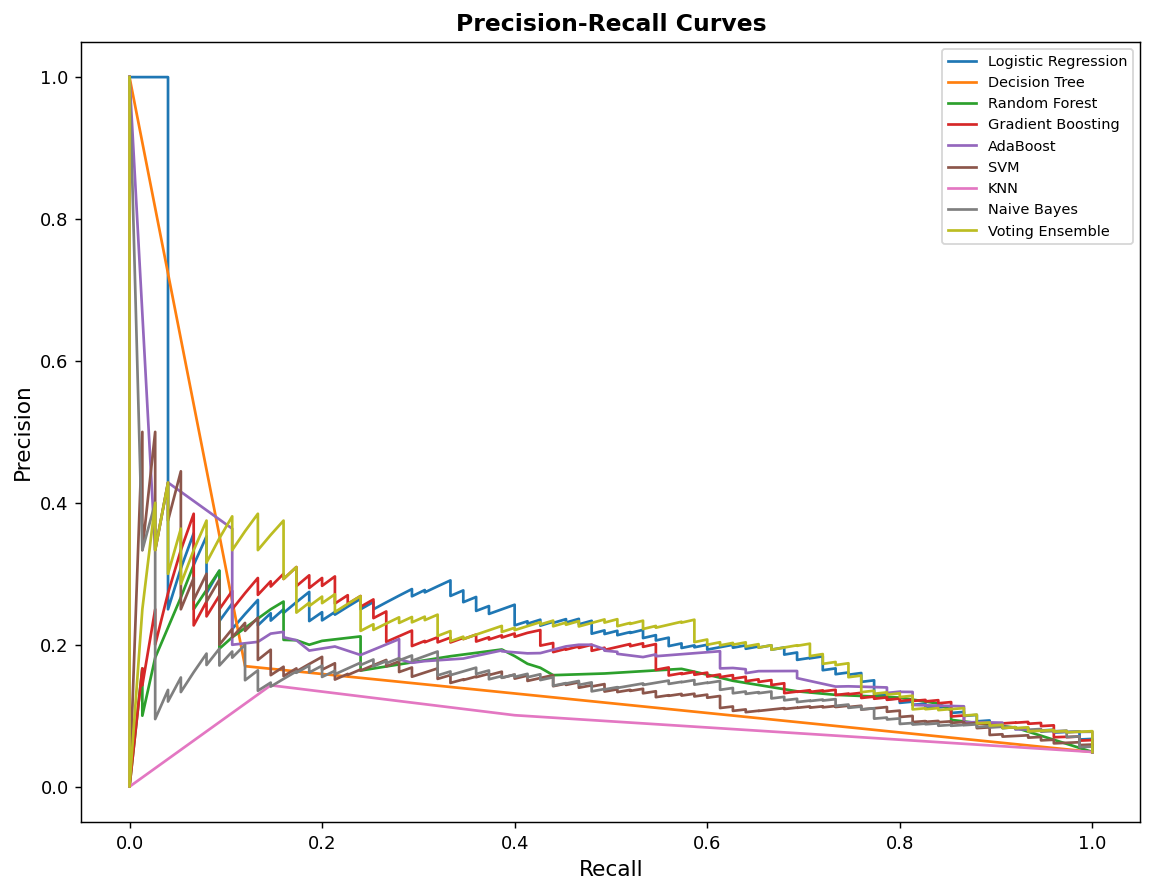 Precision-Recall Curves
Logistic Regression
Decision Tree
Random Forest
Gradient Boosting
AdaBoost
SVM
KNN
Naive Bayes
Voting Ensemble
Precision
1.0
0.8
0.6
0.4
0.2
0.0
0.0 0.2 0.4 0.6 0.8 1.0
Recall